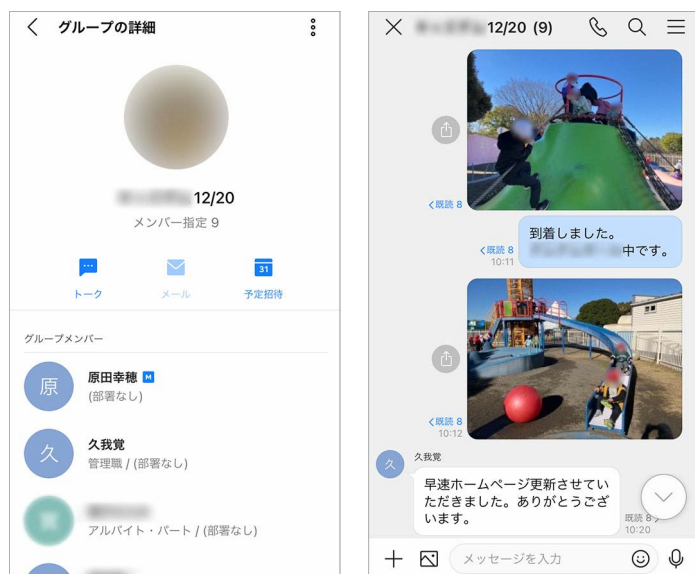 グループの詳細
12/20
メンバー指定 9
31
トーク
メール
予定招待
グループメンバー
原
原田幸穂 M
(部署なし)
久
久我覚
管理職 / (部署なし)
アルバイト・パート / (部署なし)
12/20 (9)
既読 8
到着しました。
中です。
既読 8
10:11
既読 8
10:12
久
久我覚
早速ホームページ更新させてい
ただきました。ありがとうござ
います。
既読 8
10:20
メッセージを入力